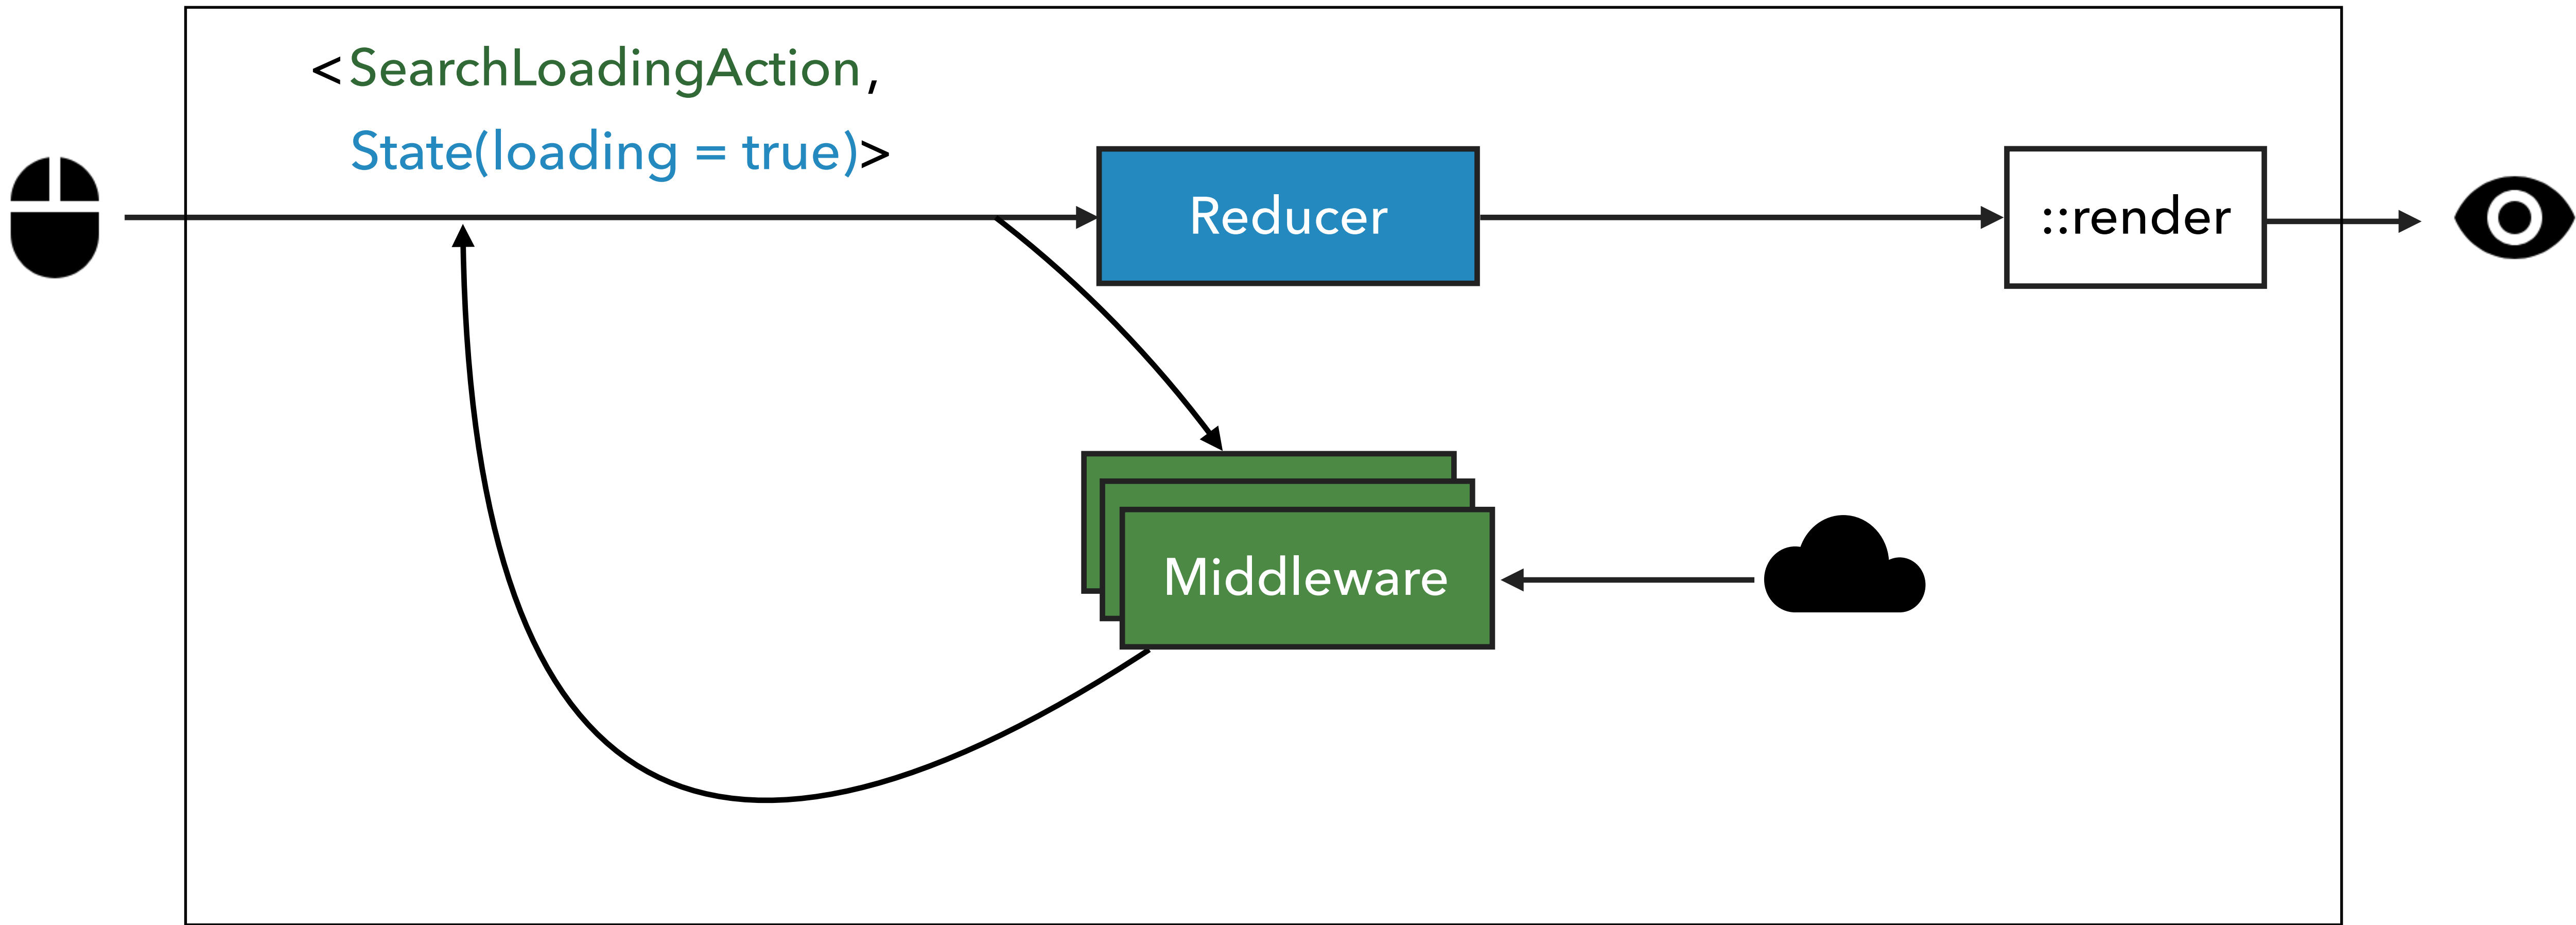 <SearchLoadingAction,
State(loading = true)>
Reducer
::render
Middleware